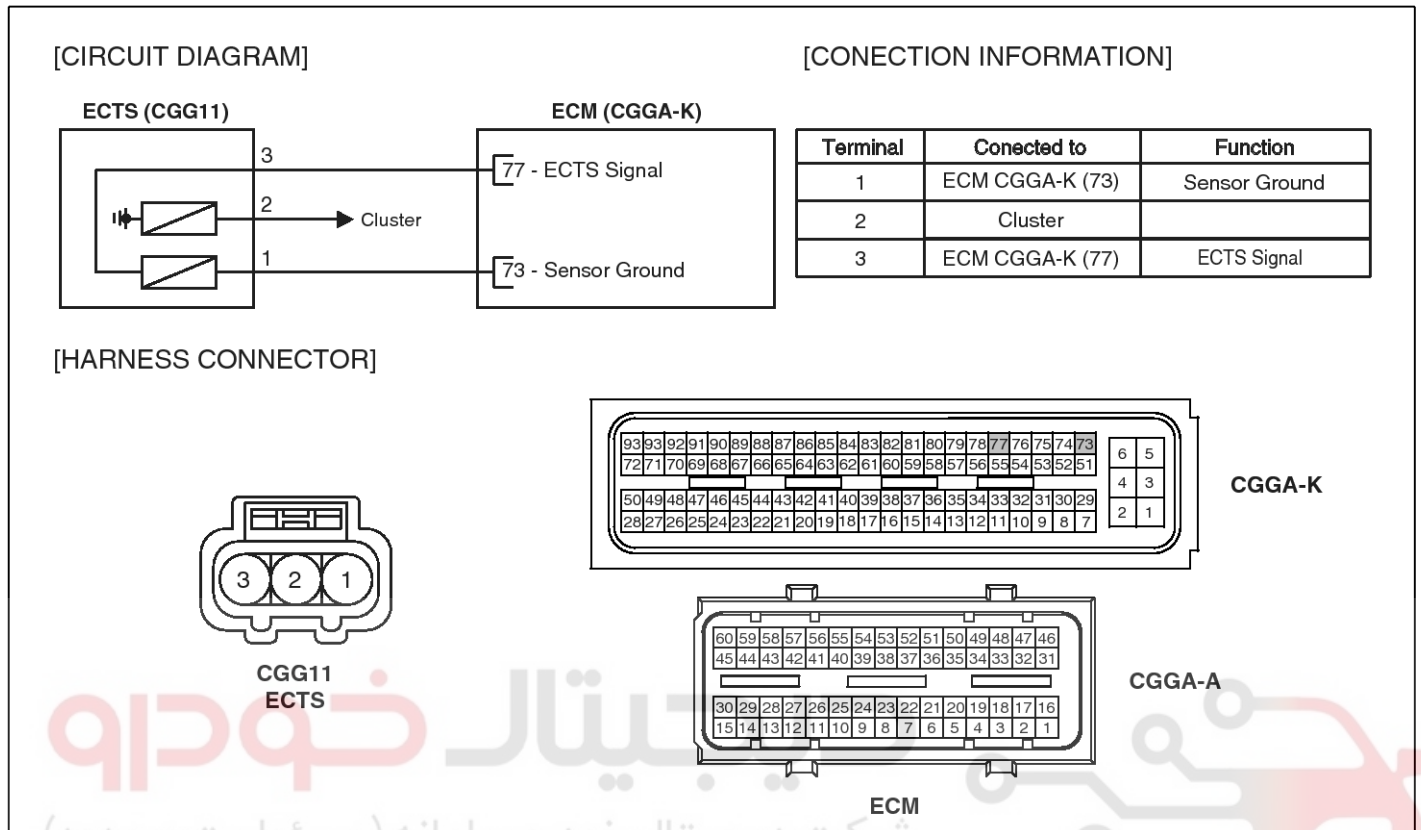 [CIRCUIT DIAGRAM]
ECTS (CGG11)
ECM (CGGA-K)
3
77 - ECTS Signal
2
Cluster
1
73 - Sensor Ground
[CONECTION INFORMATION]
Terminal Conected to Function
1 ECM CGGA-K (73) Sensor Ground
2 Cluster
3 ECM CGGA-K (77) ECTS Signal
[HARNESS CONNECTOR]
3 2 1
CGG11
ECTS
93 93 92 91 90 89 88 87 86 85 84 83 82 81 80 79 78 77 76 75 74 73
72 71 70 69 68 67 66 65 64 63 62 61 60 59 58 57 56 55 54 53 52 51
50 49 48 47 46 45 44 43 42 41 40 39 38 37 36 35 34 33 32 31 30 29
28 27 26 25 24 23 22 21 20 19 18 17 16 15 14 13 12 11 10 9 8 7
6 5
4 3
2 1
CGGA-K
60 59 58 57 56 55 54 53 52 51 50 49 48 47 46
45 44 43 42 41 40 39 38 37 36 35 34 33 32 31
30 29 28 27 26 25 24 23 22 21 20 19 18 17 16
15 14 13 12 11 10 9 8 7 6 5 4 3 2 1
CGGA-A
ECM
دیجیتال خودرو